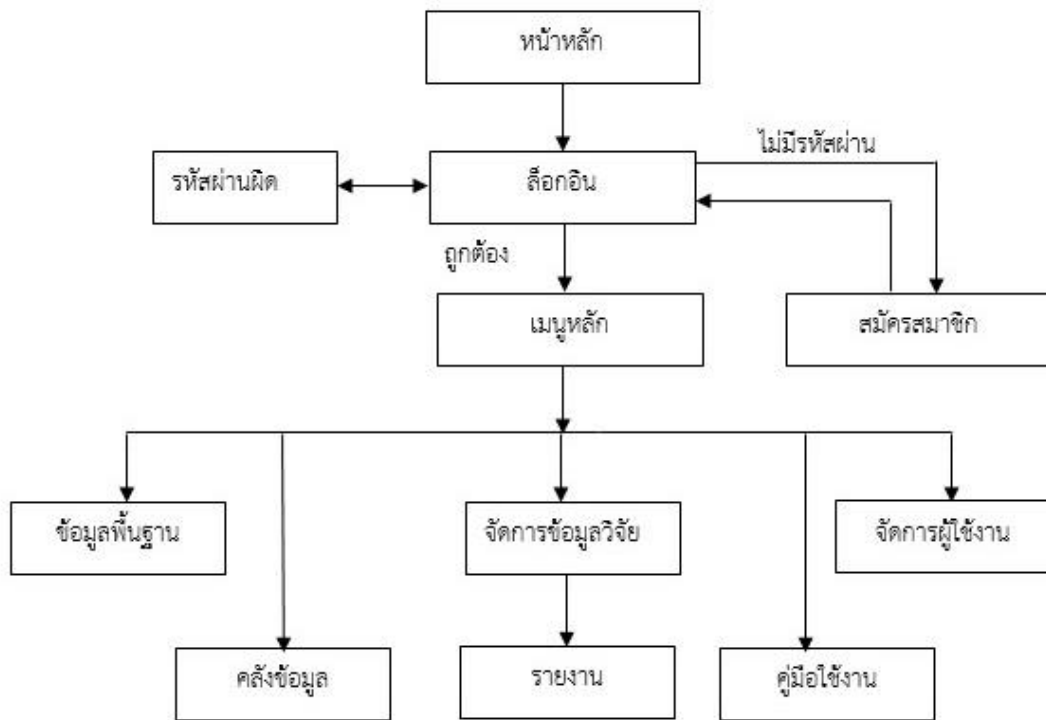 หน้าหลัก
ไม่มีรหัสผ่าน
รหัสผ่านผิด
ล็อกอิน
ถูกต้อง
เมนูหลัก
สมัครสมาชิก
ข้อมูลพื้นฐาน
จัดการข้อมูลวิจัย
จัดการผู้ใช้งาน
คลังข้อมูล
รายงาน
คู่มือใช้งาน